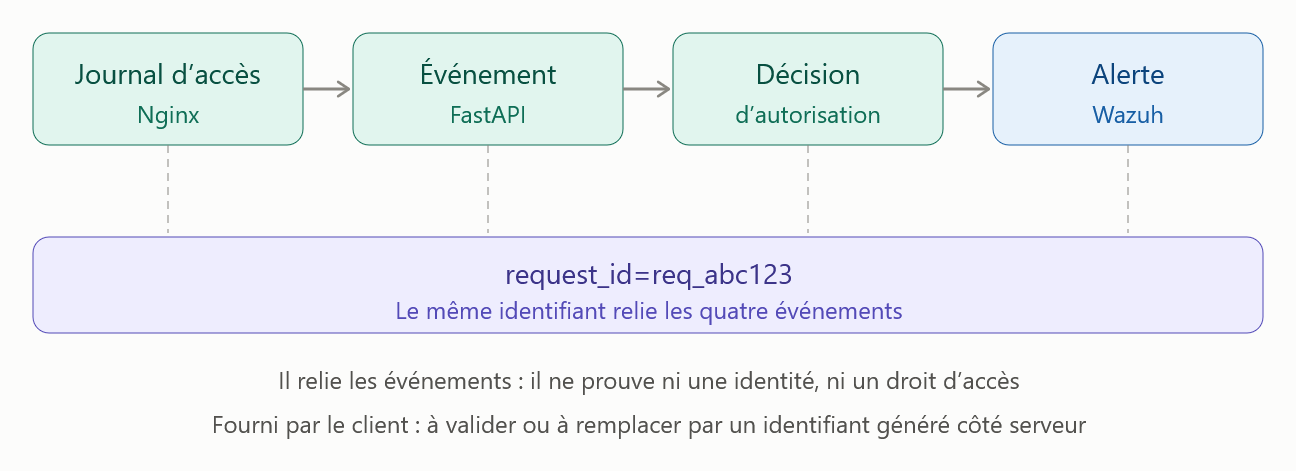 Journal d’accès
Nginx
Événement
FastAPI
Décision
d’autorisation
Alerte
Wazuh
request_id=req_abc123
Le même identifiant relie les quatre événements
Il relie les événements : il ne prouve ni une identité, ni un droit d’accès
Fourni par le client : à valider ou à remplacer par un identifiant généré côté serveur